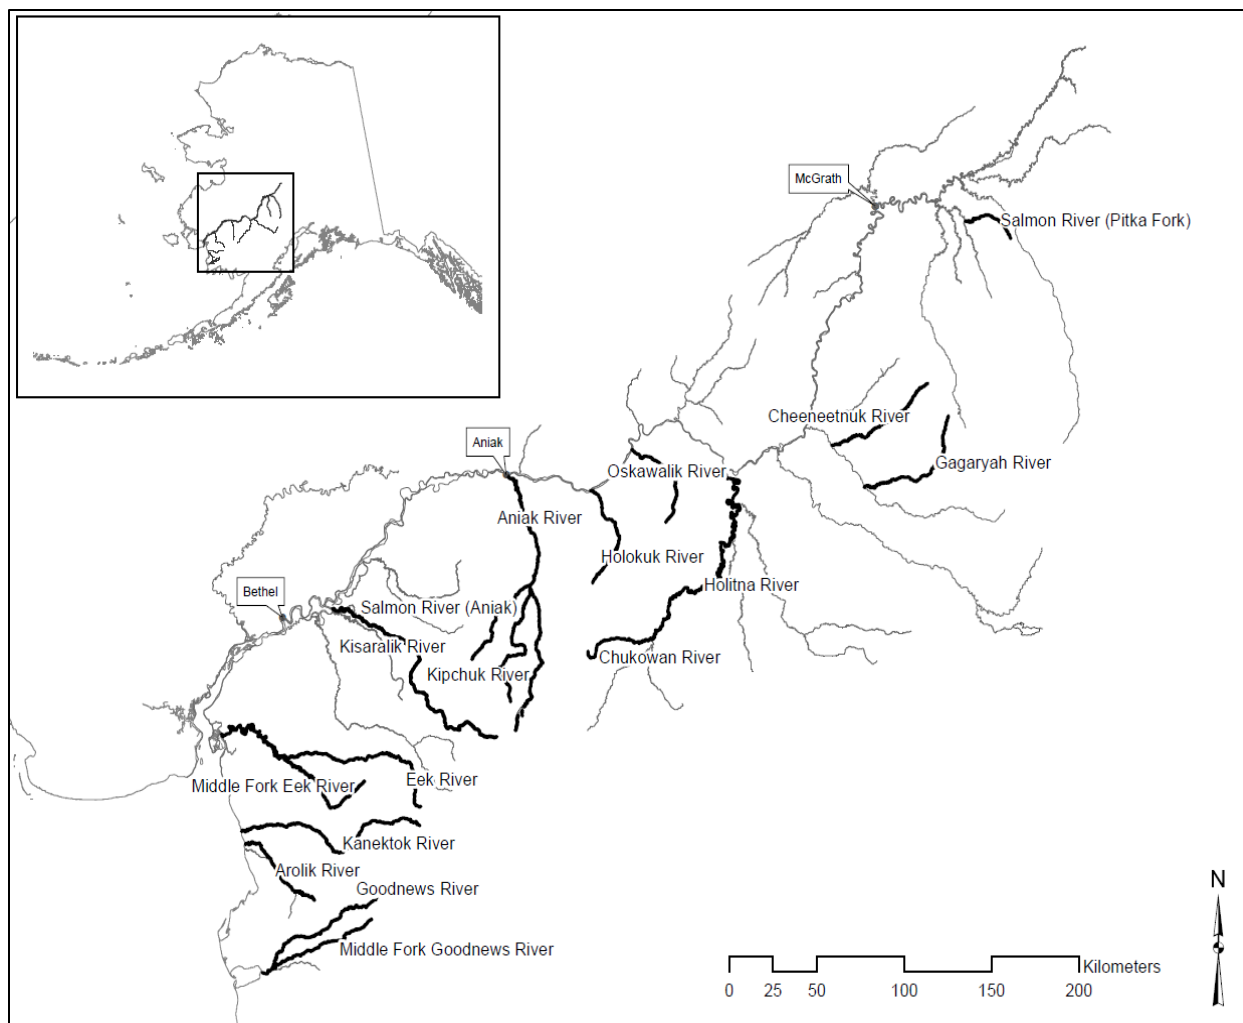 McGrath
Salmon River (Pitka Fork)
Cheeneetnuk River
Aniak
Oskawalik River
Gagaryah River
Aniak River
Holokuk River
Holitna River
Bethel
Salmon River (Aniak)
Kisaralik River
Chukowan River
Kipchuk River
Eek River
Middle Fork Eek River
Kanektok River
Arolik River
Goodnews River
Middle Fork Goodnews River
N
Kilometers
0 25 50 100 150 200